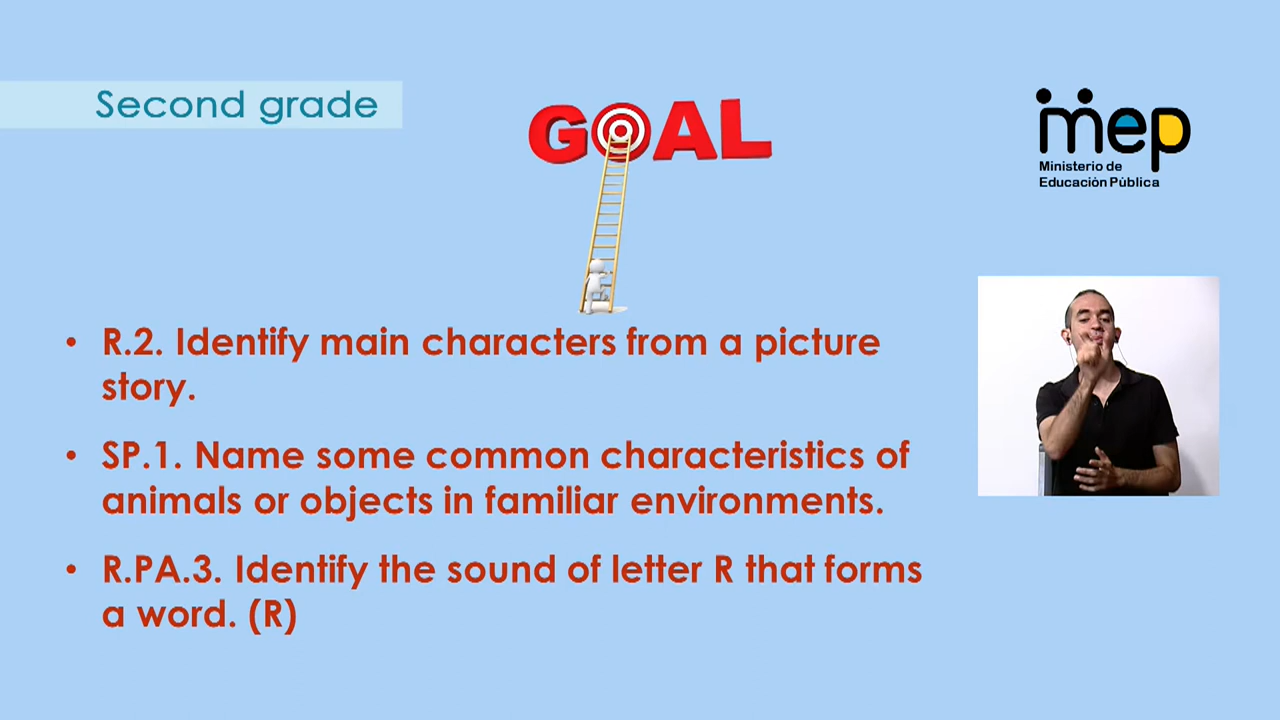 Second grade
GOAL
mep
Ministerio de
Educación Pública
• R.2. Identify main characters from a picture
story.
• SP.1. Name some common characteristics of
animals or objects in familiar environments.
• R.PA.3. Identify the sound of letter R that forms
a word. (R)